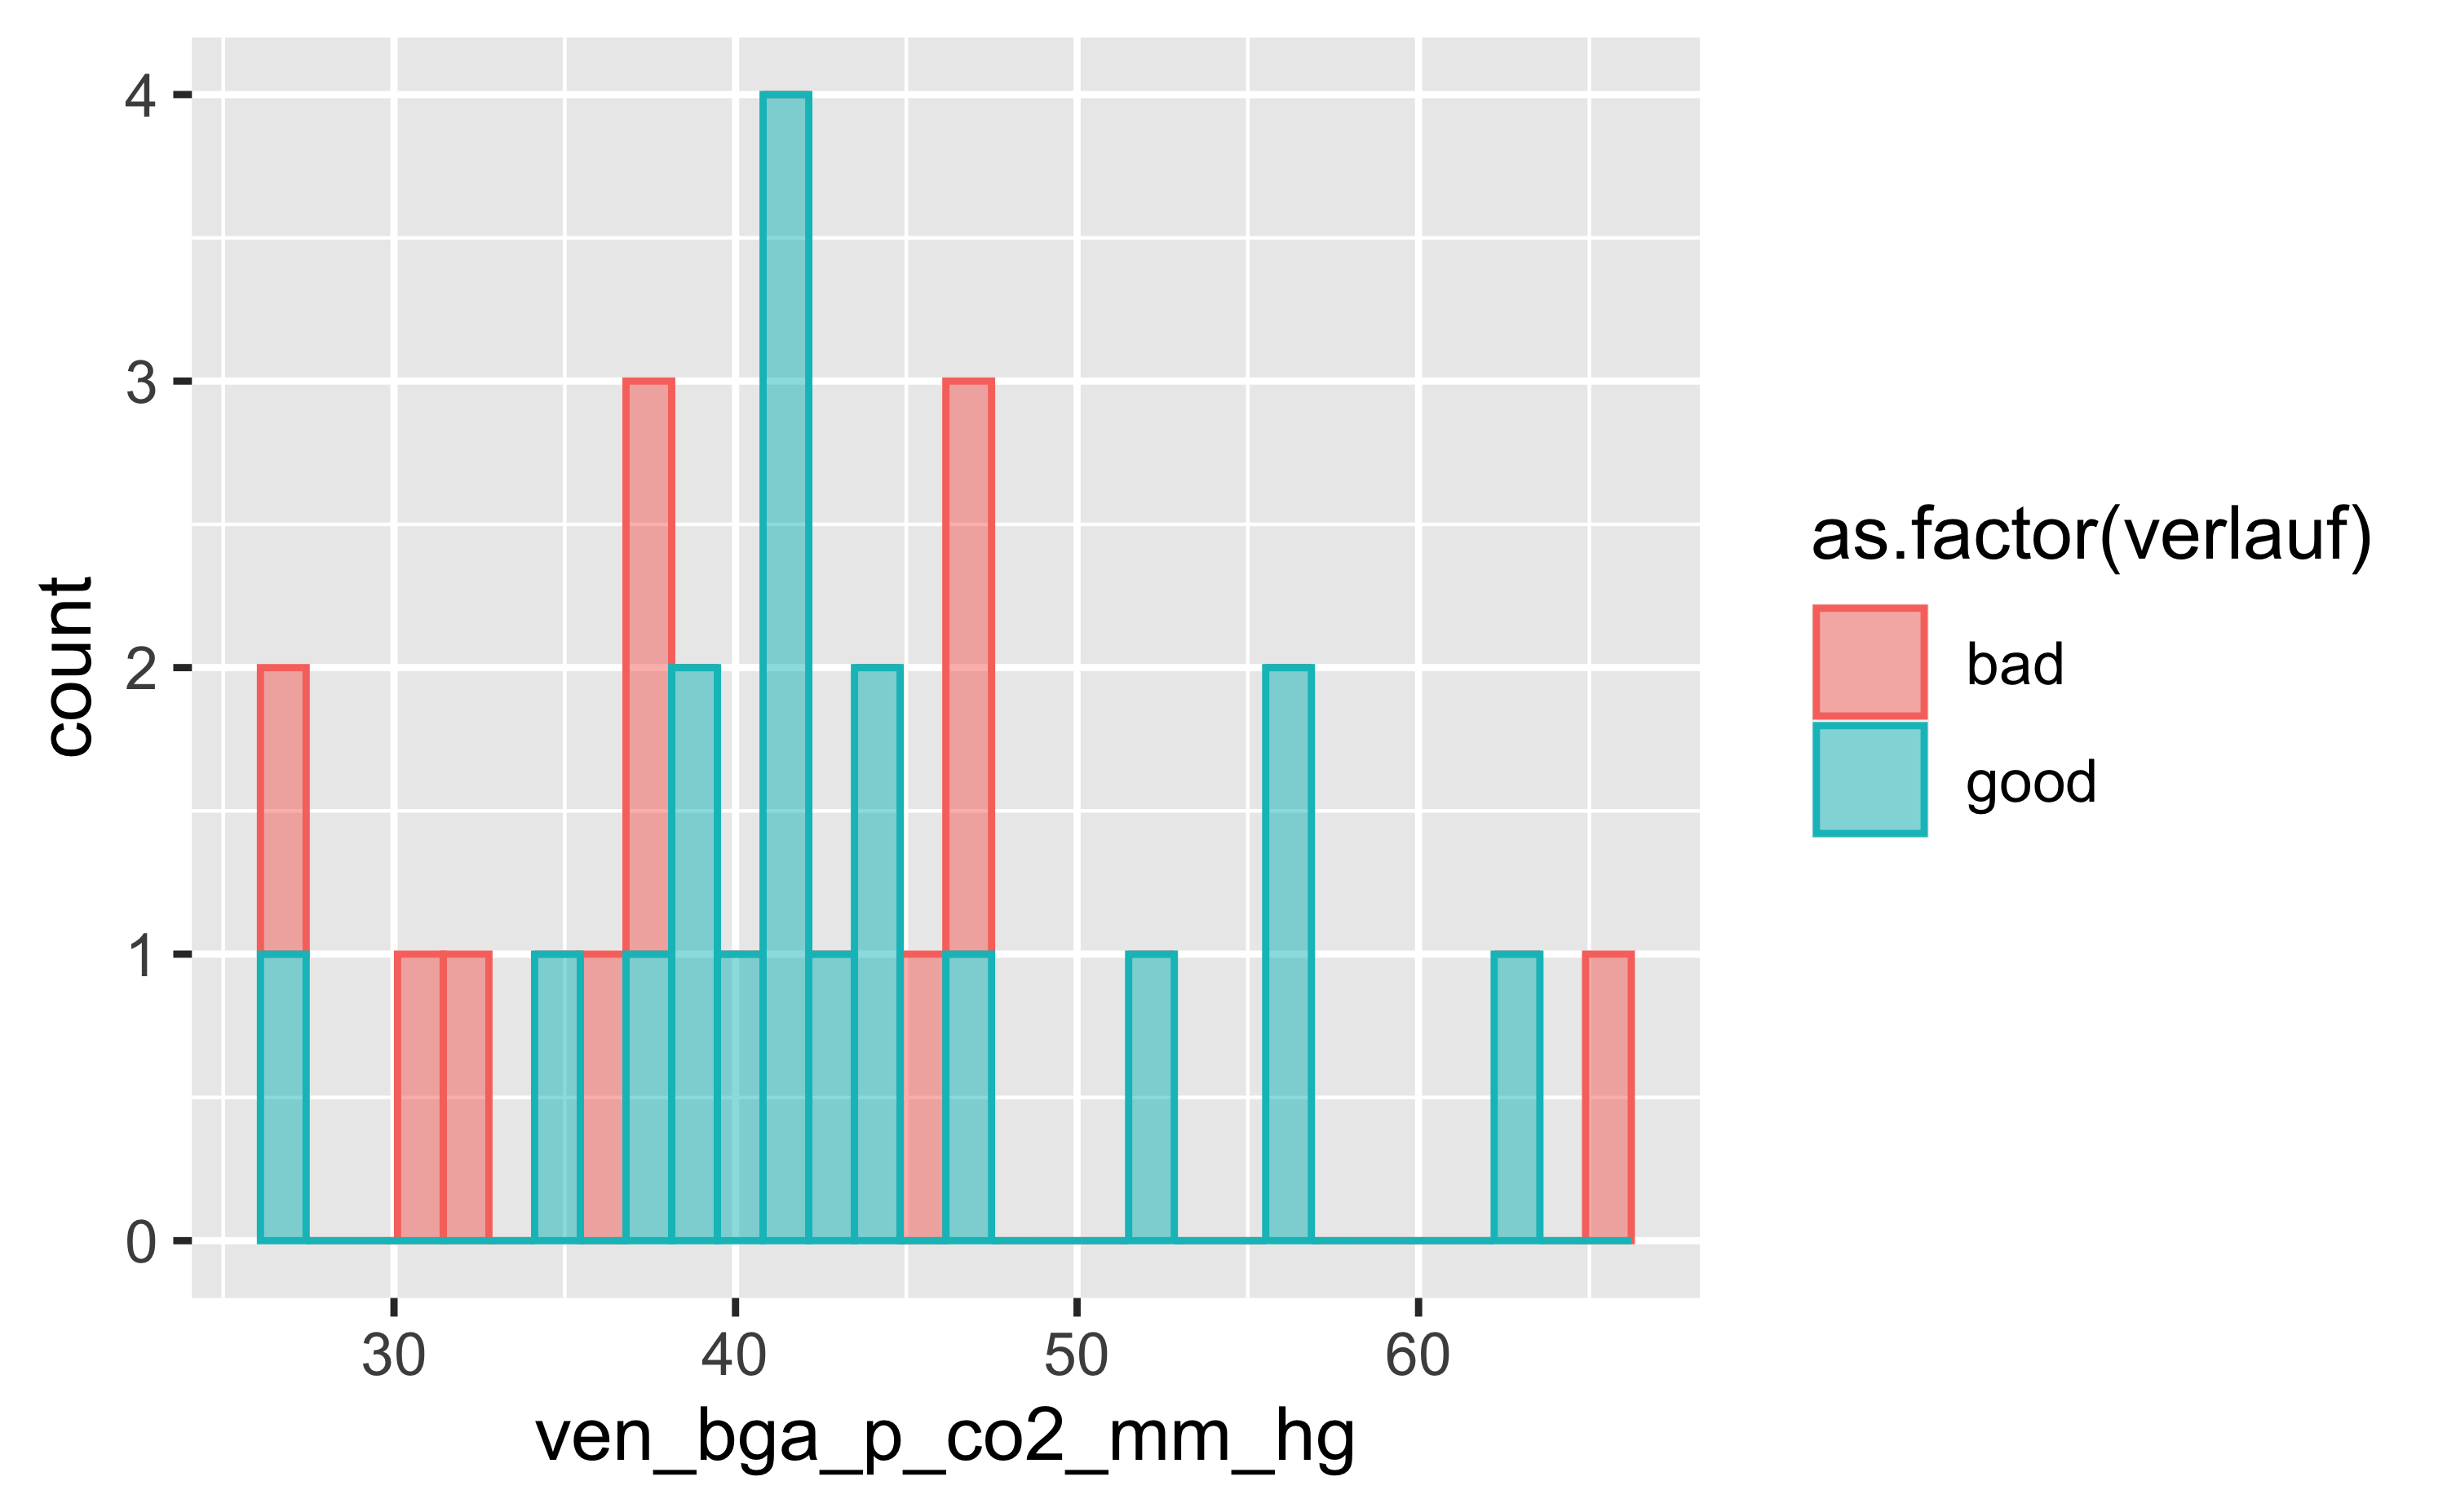 4
3
2
1
0
count
30 40 50 60
ven_bga_p_co2_mm_hg
as.factor(verlauf)
bad
good